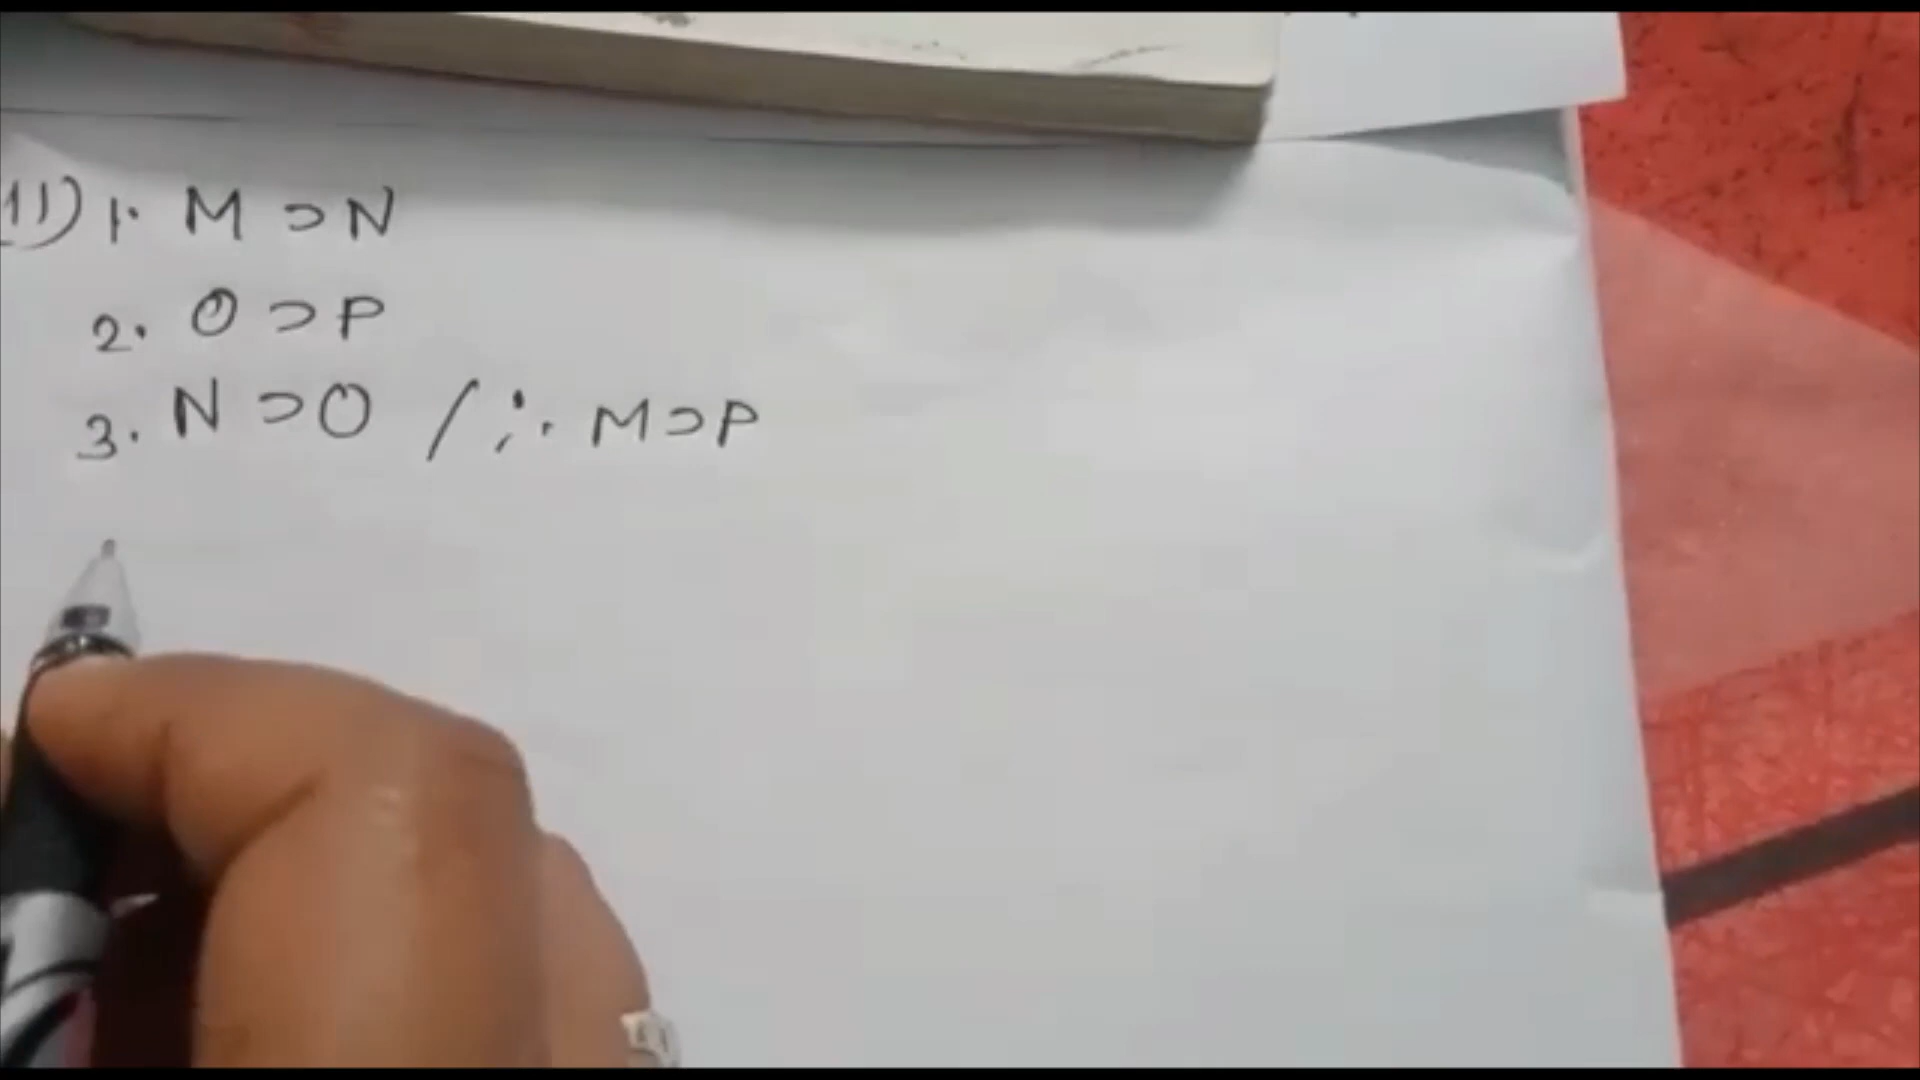 11) 1. M ⊃ N
2. O ⊃ P
3. N ⊃ O / ∴ M ⊃ P